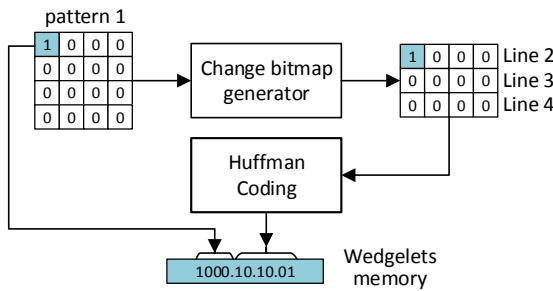 pattern 1
1 0 0 0
0 0 0 0
0 0 0 0
0 0 0 0
Change bitmap
generator
1 0 0 0 Line 2
0 0 0 0 Line 3
0 0 0 0 Line 4
Huffman
Coding
1000.10.10.01
Wedgelets
memory